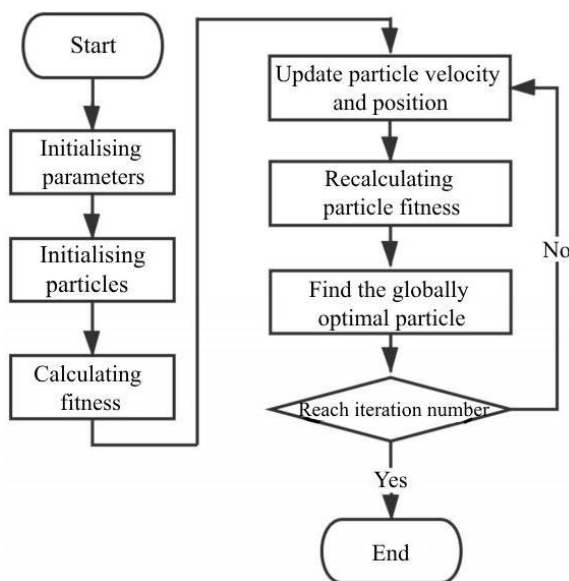 Start
Initialising
parameters
Initialising
particles
Calculating
fitness
Update particle velocity
and position
Recalculating
particle fitness
Find the globally
optimal particle
Reach iteration number
No
Yes
End